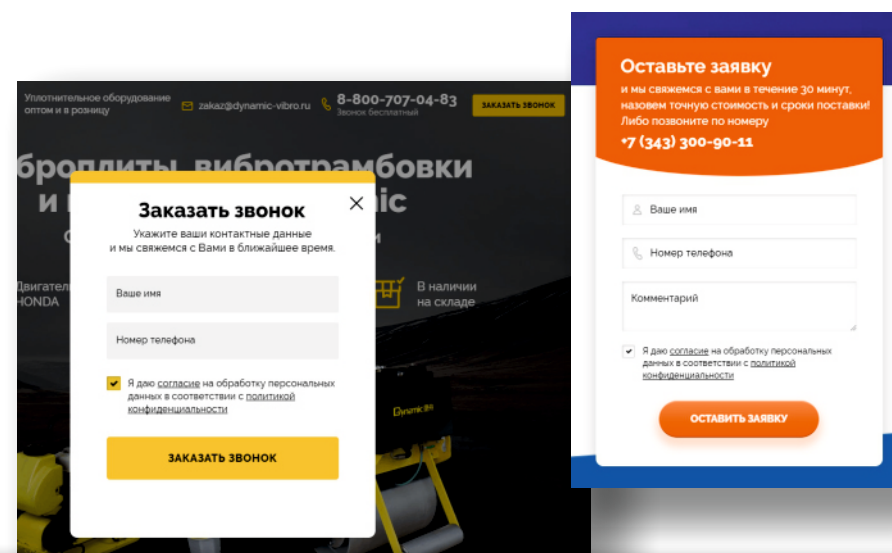 Уплотнительное оборудование
оптом и в розницу
zakaz@dynamic-vibro.ru
8-800-707-04-83
Звонок бесплатный
ЗАКАЗАТЬ ЗВОНОК
вибротрамбовки
и
В наличии
на складе
HONDA
Заказать звонок
Укажите ваши контактные данные
и мы свяжемся с Вами в ближайшее время.
Ваше имя
Номер телефона
Я даю согласие на обработку персональных
данных в соответствии с политикой
конфиденциальности
ЗАКАЗАТЬ ЗВОНОК
Dynamic
Оставьте заявку
и мы свяжемся с вами в течение 30 минут,
назовем точную стоимость и сроки поставки!
Либо позвоните по номеру
+7 (343) 300-90-11
Ваше имя
Номер телефона
Комментарий
Я даю согласие на обработку персональных
данных в соответствии с политикой
конфиденциальности
ОСТАВИТЬ ЗАЯВКУ